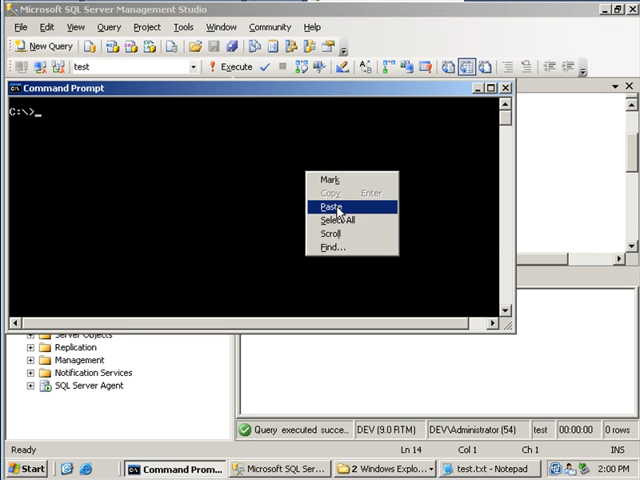 Microsoft SQL Server Management Studio
File Edit View Query Project Tools Window Community Help
New Query
test Execute
Command Prompt
C:\>_
Mark
Copy Enter
Paste
Select All
Scroll
Find...
Server Objects
Replication
Management
Notification Services
SQL Server Agent
Query executed succe... DEV (9.0 RTM) DEV\Administrator (54) test 00:00:00 0 rows
Ready Ln 14 Col 1 Ch 1 INS
Start Command Prom... Microsoft SQL Ser... 2 Windows Explo... test.txt - Notepad 2:00 PM